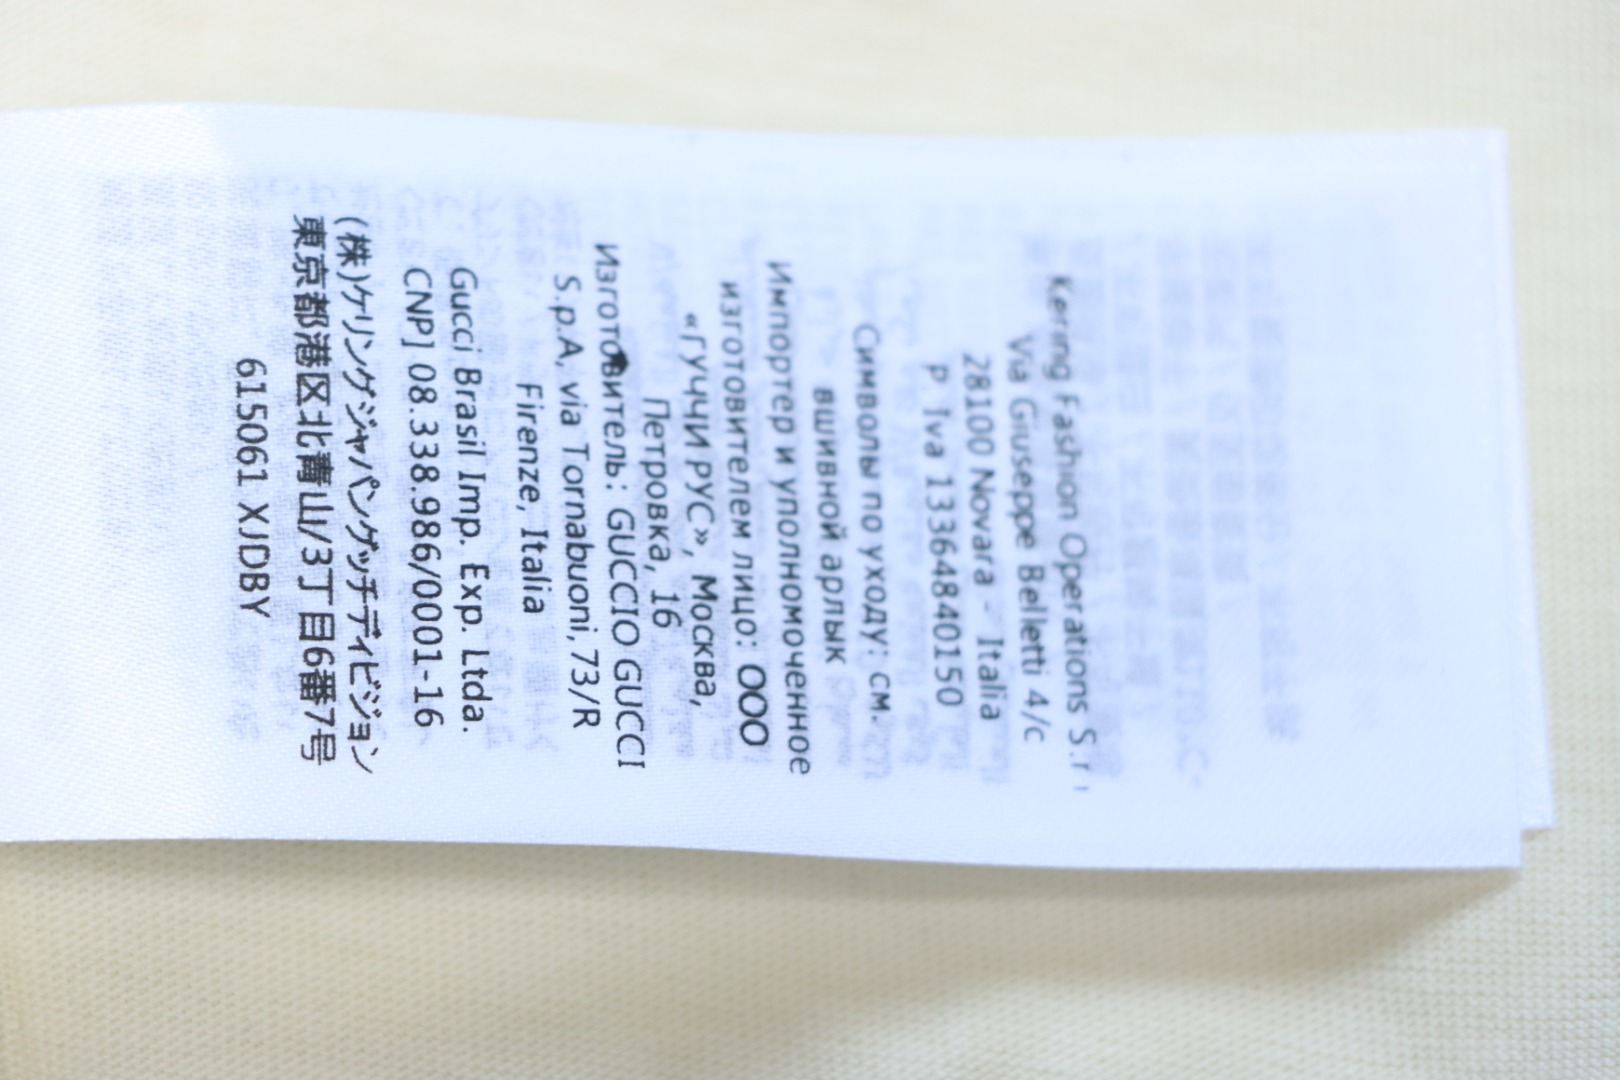 Kering Fashion Operations S.r.l
Via Giuseppe Belletti 4/c
28100 Novara - Italia
P. Iva 13364840150
Символы по уходу: см.
вшивной арлык
Импортер и уполномоченное
изготовителем лицо: ООО
«ГУЧЧИ РУС», Москва,
Петровка, 16
Изготовитель: GUCCIO GUCCI
S.p.A, via Tornabuoni, 73/R
Firenze, Italia
Gucci Brasil Imp. Exp. Ltda.
CNPJ 08.338.986/0001-16
(株)ケリングジャパングッチディビジョン
東京都港区北青山/3丁目6番7号
615061 XJDBY